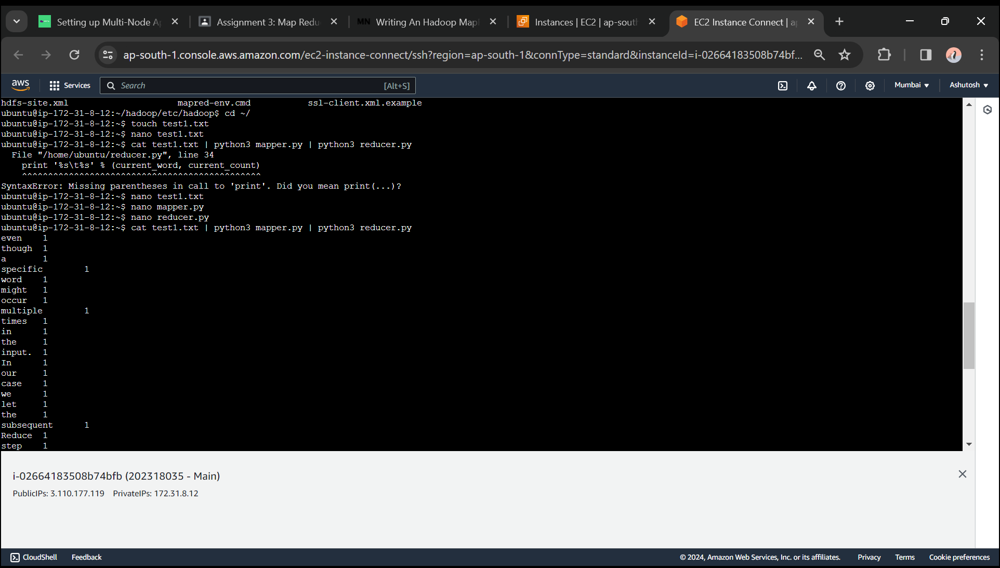 Setting up Multi-Node A
Assignment 3: Map Redu
MN Writing An Hadoop Map
Instances | EC2 | ap-sout
EC2 Instance Connect | a
ap-south-1.console.aws.amazon.com/ec2-instance-connect/ssh?region=ap-south-1&connType=standard&instanceId=i-02664183508b74bf...
aws Services Search [Alt+S] Mumbai Ashutosh
hdfs-site.xml mapred-env.cmd ssl-client.xml.example
ubuntu@ip-172-31-8-12:~/hadoop/etc/hadoop$ cd ~/
ubuntu@ip-172-31-8-12:~$ touch test1.txt
ubuntu@ip-172-31-8-12:~$ nano test1.txt
ubuntu@ip-172-31-8-12:~$ cat test1.txt | python3 mapper.py | python3 reducer.py
File "/home/ubuntu/reducer.py", line 34
print '%s\t%s' % (current_word, current_count)
^^^^^^^^^^^^^^^^^^^^^^^^^^^^^^^^^^^^^^^^^^^^^^
SyntaxError: Missing parentheses in call to 'print'. Did you mean print(...)?
ubuntu@ip-172-31-8-12:~$ nano test1.txt
ubuntu@ip-172-31-8-12:~$ nano mapper.py
ubuntu@ip-172-31-8-12:~$ nano reducer.py
ubuntu@ip-172-31-8-12:~$ cat test1.txt | python3 mapper.py | python3 reducer.py
even 1
though 1
a 1
specific 1
word 1
might 1
occur 1
multiple 1
times 1
in 1
the 1
input. 1
In 1
our 1
case 1
we 1
let 1
the 1
subsequent 1
Reduce 1
step 1
i-02664183508b74bfb (202318035 - Main)
PublicIPs: 3.110.177.119 PrivateIPs: 172.31.8.12
CloudShell Feedback © 2024, Amazon Web Services, Inc. or its affiliates. Privacy Terms Cookie preferences